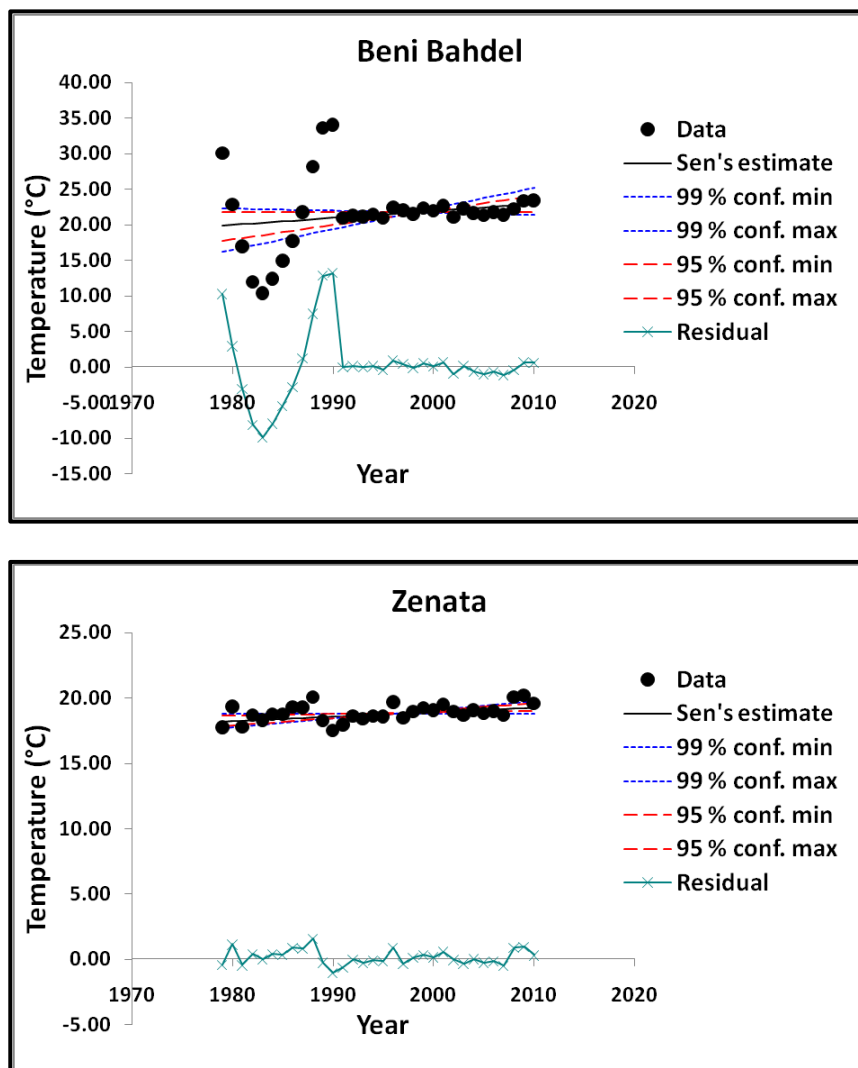 Beni Bahdel
40.00
35.00
30.00
25.00
20.00
15.00
10.00
5.00
0.00
-5.00
-10.00
-15.00
Temperature (°C)
1970 1980 1990 2000 2010 2020
Year
Data
Sen's estimate
99 % conf. min
99 % conf. max
95 % conf. min
95 % conf. max
Residual
Zenata
25.00
20.00
15.00
10.00
5.00
0.00
-5.00
Temperature (°C)
1970 1980 1990 2000 2010 2020
Year
Data
Sen's estimate
99 % conf. min
99 % conf. max
95 % conf. min
95 % conf. max
Residual